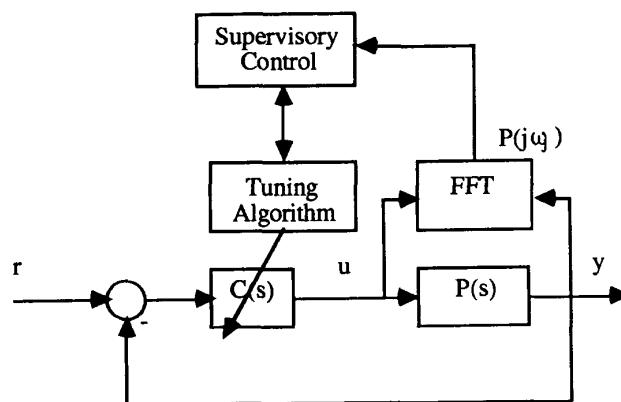 Supervisory
Control
P(jω)
Tuning
Algorithm
FFT
r
-
C(s)
u
P(s)
y